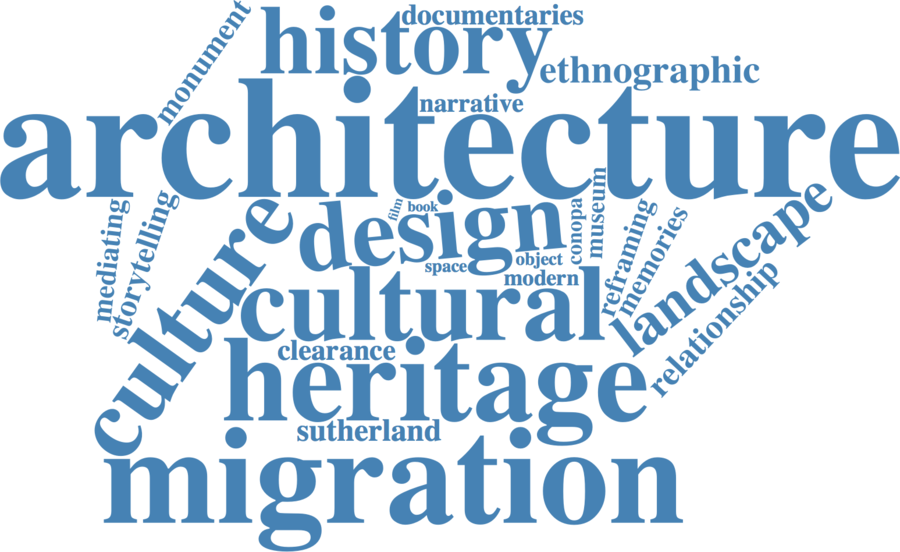 documentaries
history
monument
ethnographic
narrative
architecture
film
book
design
conopa
museum
mediating
storytelling
culture
space
object
modern
reframing
memories
landscape
relationship
cultural
clearance
heritage
sutherland
migration